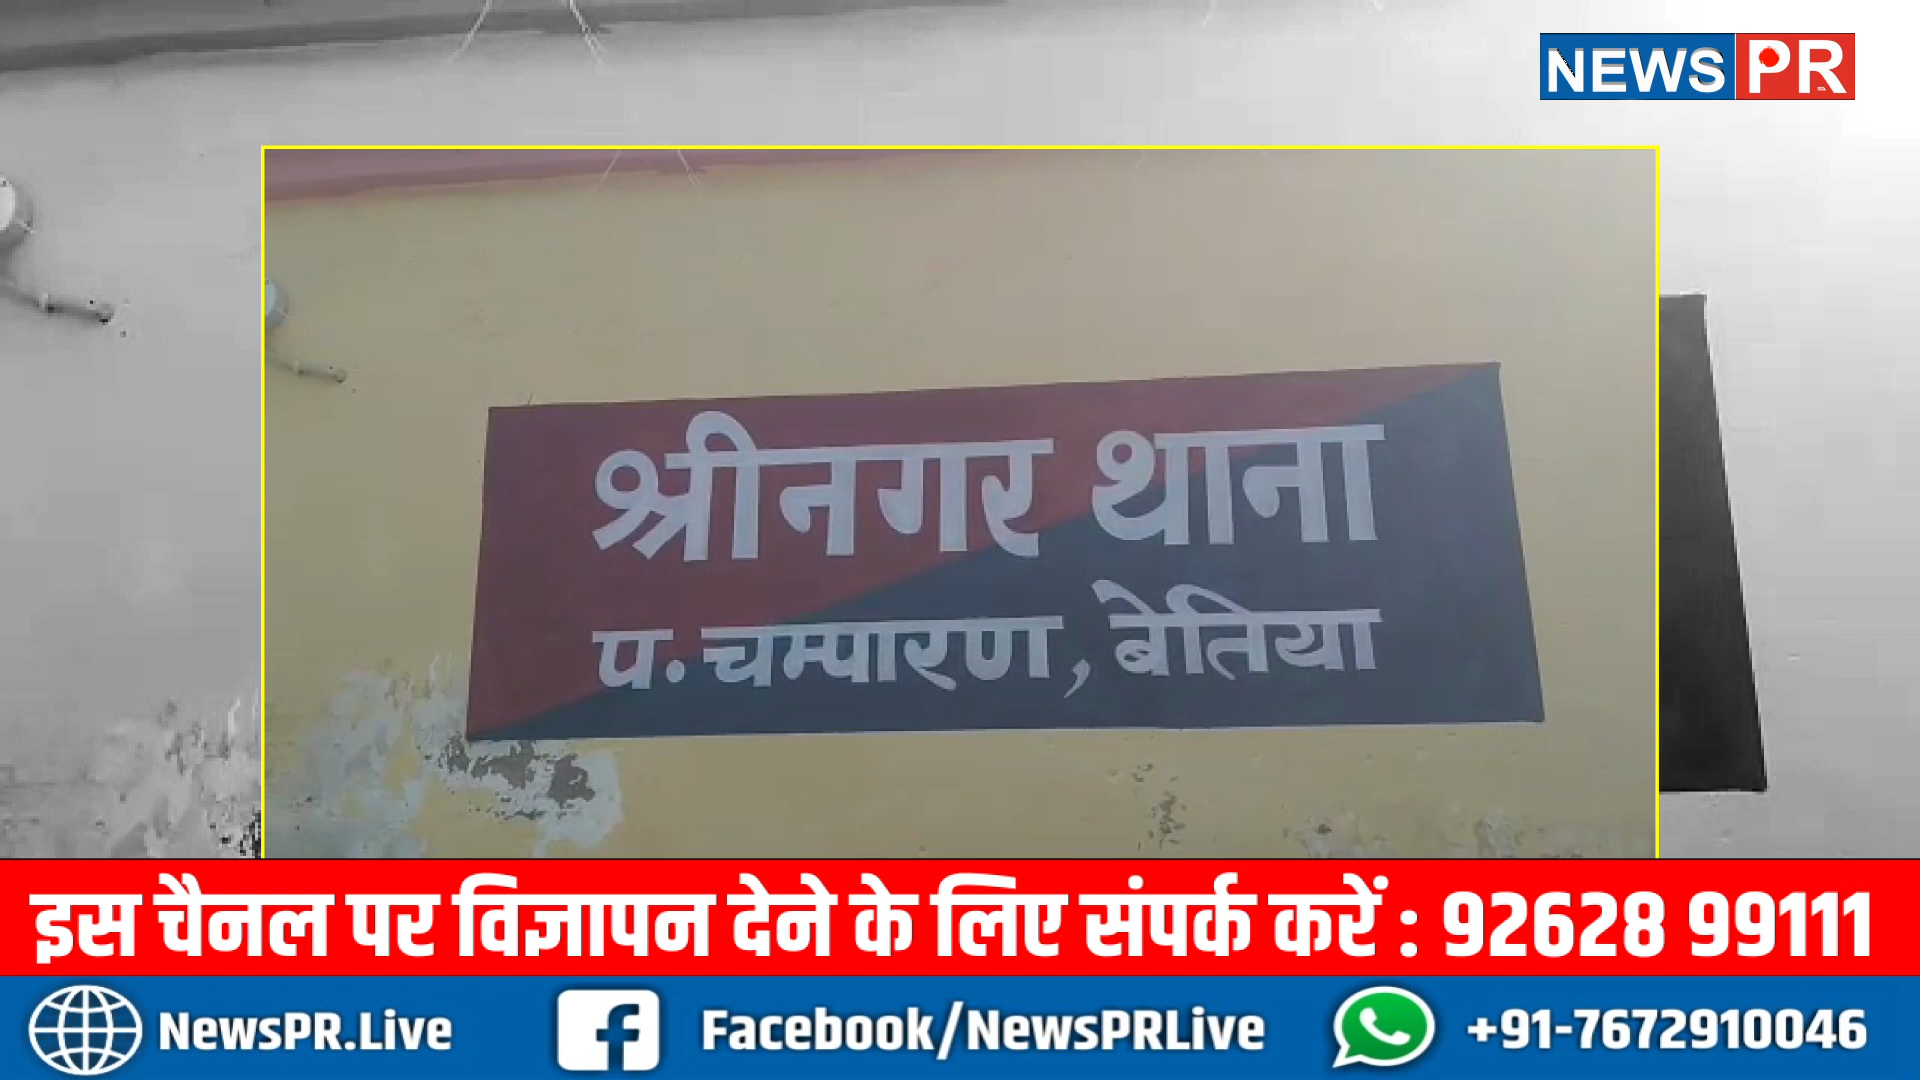 NEWS PR
श्रीनगर थाना
प. चम्पारण, बेतिया
इस चैनल पर विज्ञापन देने के लिए संपर्क करें : 92628 99111
NewsPR.Live Facebook/NewsPRLive +91-7672910046